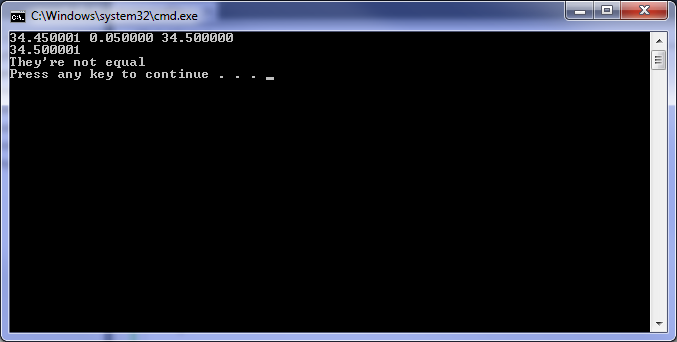 C:\Windows\system32\cmd.exe
34.450001 0.050000 34.500000
34.500001
They're not equal
Press any key to continue . . .